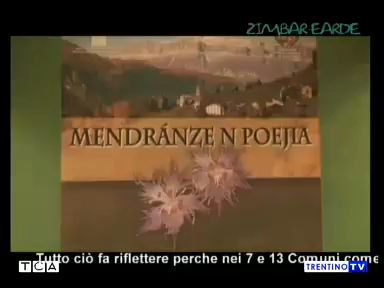 ZIMBAR EARDE
MENDRÁNZE N POEJIA
Tutto ciò fa riflettere perche nei 7 e 13 Comuni come
TCA
TRENTINO TV